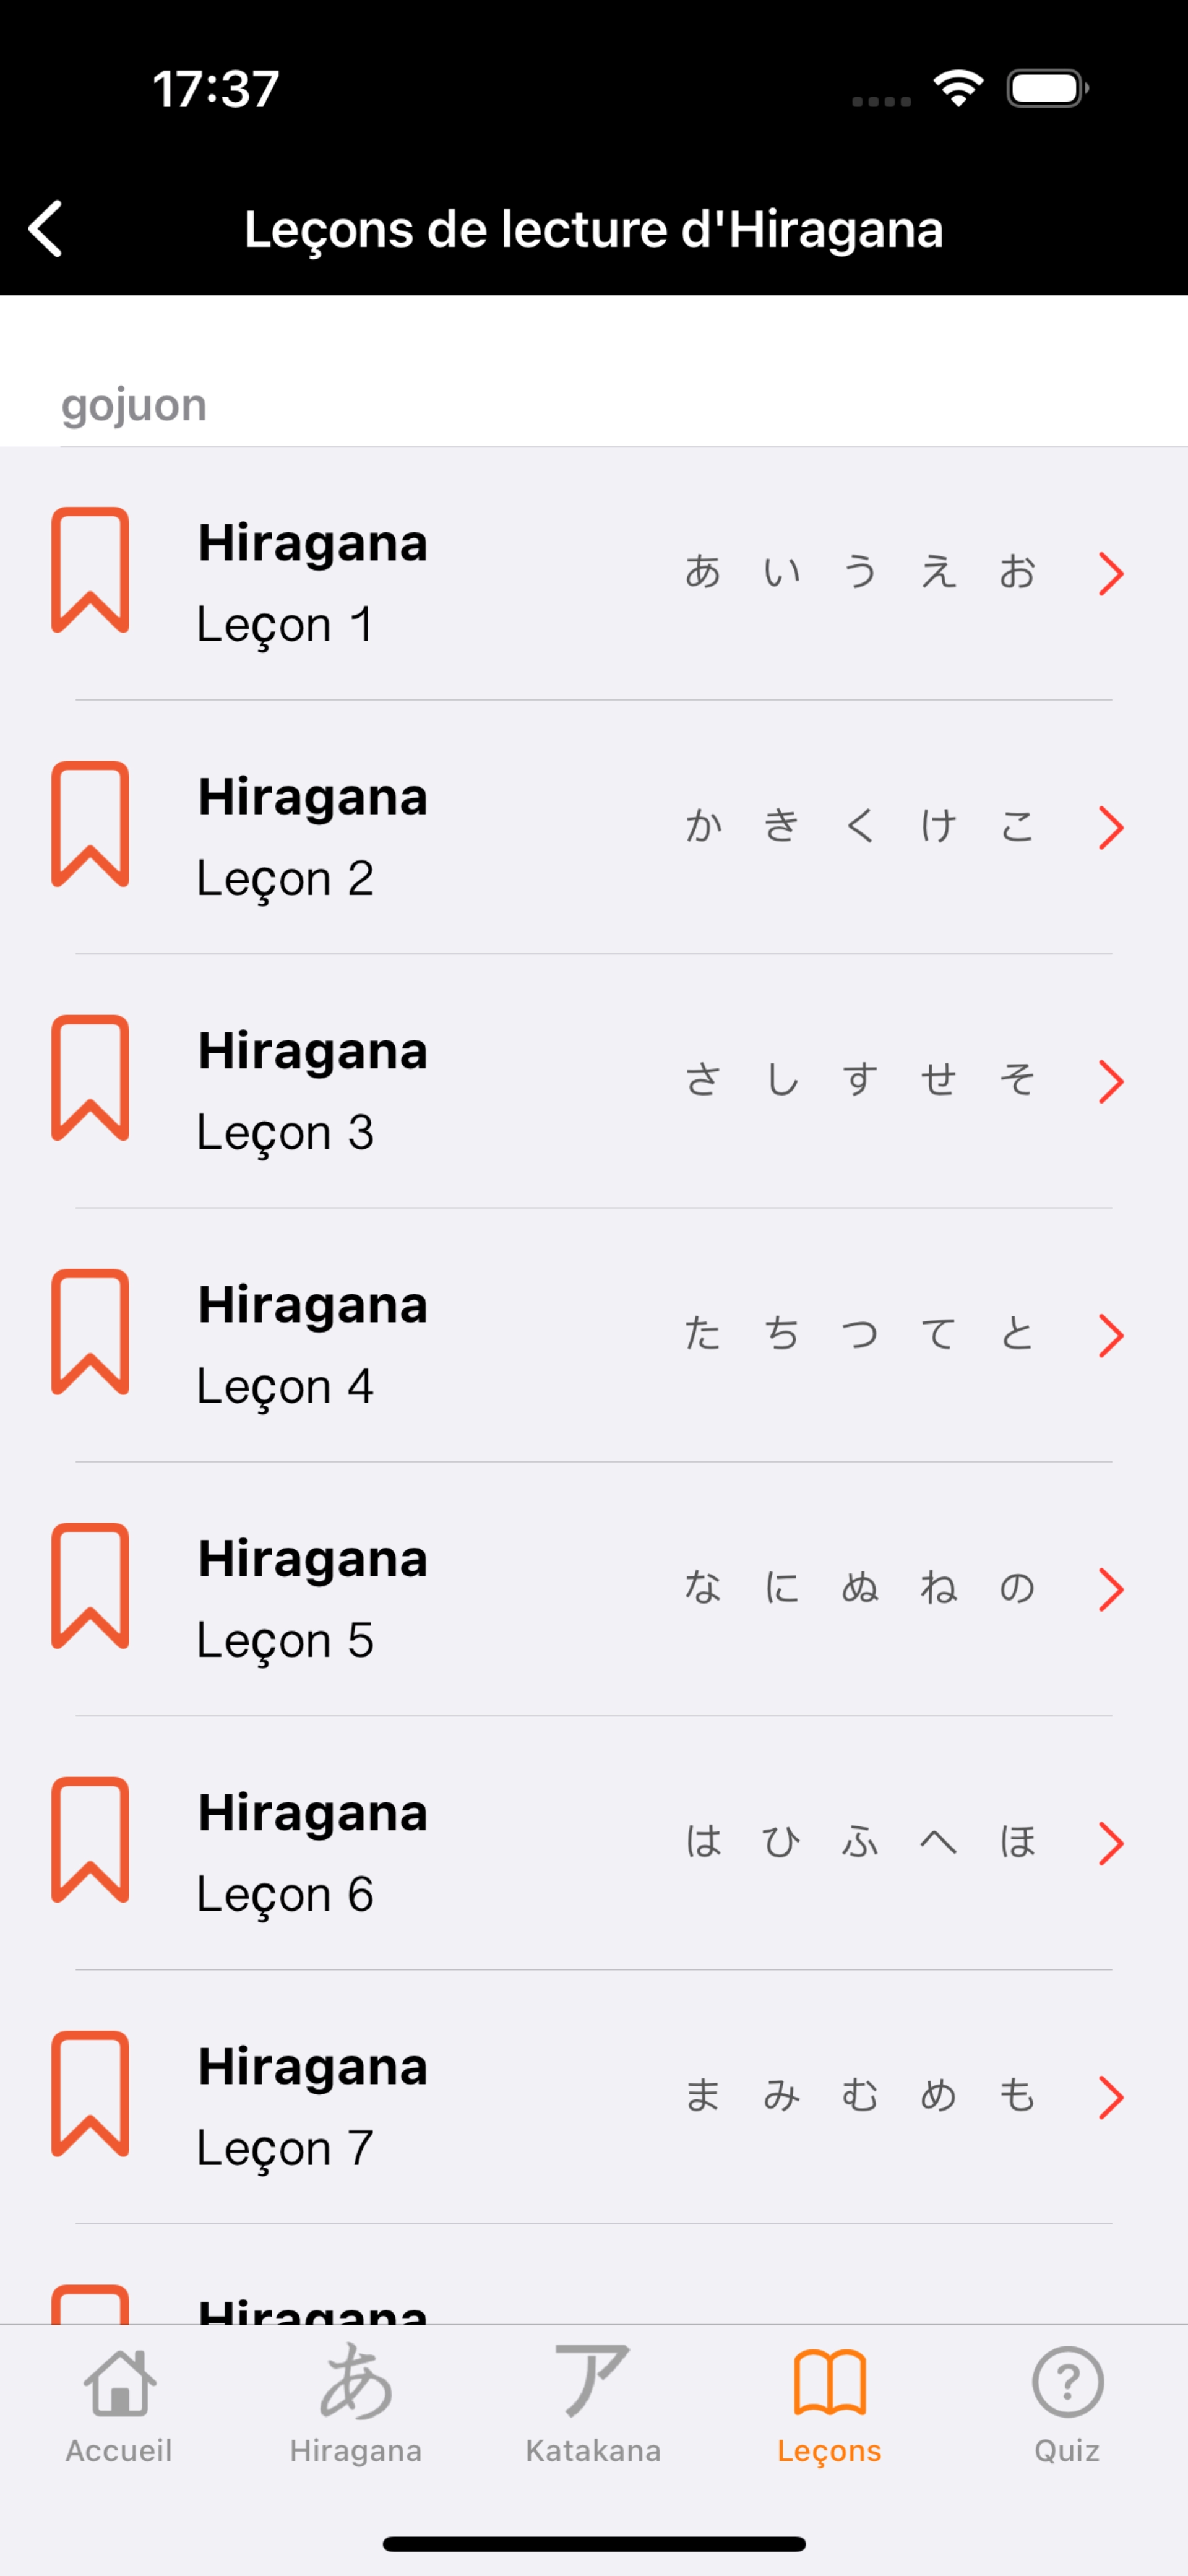 17:37
Leçons de lecture d'Hiragana
gojuon
Hiragana
Leçon 1
あ い う え お
Hiragana
Leçon 2
か き く け こ
Hiragana
Leçon 3
さ し す せ そ
Hiragana
Leçon 4
た ち つ て と
Hiragana
Leçon 5
な に ぬ ね の
Hiragana
Leçon 6
は ひ ふ へ ほ
Hiragana
Leçon 7
ま み む め も
Hiragana
あ ア ?
Accueil Hiragana Katakana Leçons Quiz